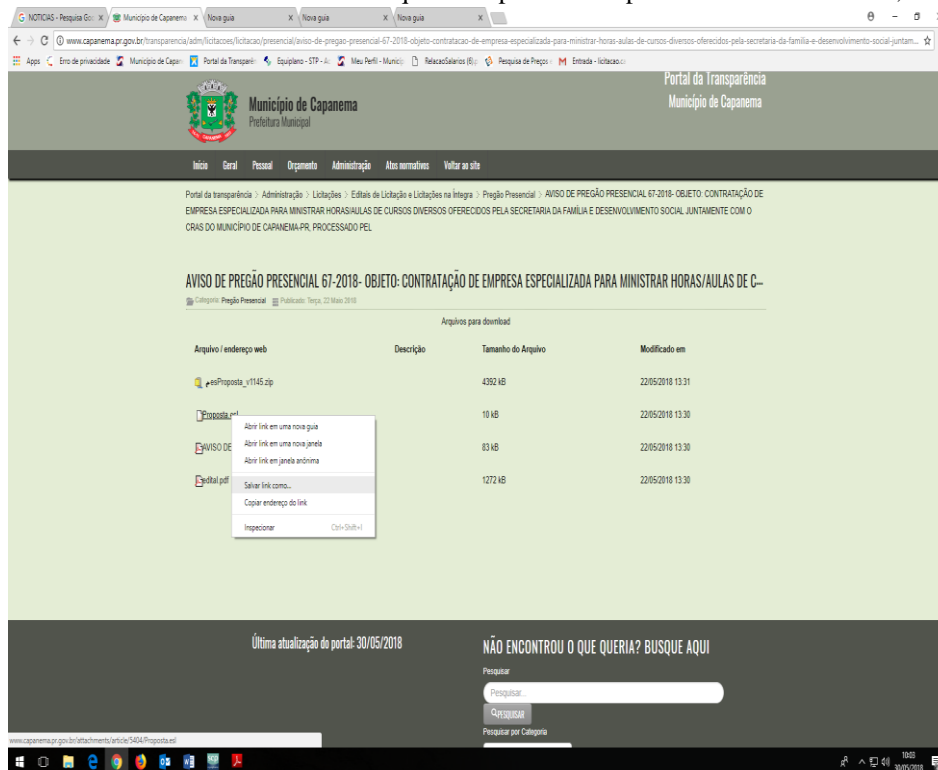 NOTICIAS - Pesquisa Goo
Município de Capanema
Nova guia
Nova guia
Nova guia
www.capanema.pr.gov.br/transparencia/adm/licitacoes/licitacao/presencial/aviso-de-pregao-presencial-67-2018-objeto-contratacao-de-empresa-especializada-para-ministrar-horas-aulas-de-cursos-diversos-oferecidos-pela-secretaria-da-familia-e-desenvolvimento-social-juntam...
Apps
Erro de privacidade
Município de Capan
Portal da Transparên
Equiplano - STP - Ac
Meu Perfil - Municíp
RelacaoSalarios (6).p
Pesquisa de Preços
Entrada - licitacao.c
Município de Capanema
Prefeitura Municipal
Portal da Transparência
Município de Capanema
Início Geral Pessoal Orçamento Administração Atos normativos Voltar ao site
Portal da transparência > Administração > Licitações > Editais de Licitação e Licitações na Íntegra > Pregão Presencial > AVISO DE PREGÃO PRESENCIAL 67-2018- OBJETO: CONTRATAÇÃO DE
EMPRESA ESPECIALIZADA PARA MINISTRAR HORAS/AULAS DE CURSOS DIVERSOS OFERECIDOS PELA SECRETARIA DA FAMÍLIA E DESENVOLVIMENTO SOCIAL JUNTAMENTE COM O
CRAS DO MUNICÍPIO DE CAPANEMA-PR, PROCESSADO PEL
AVISO DE PREGÃO PRESENCIAL 67-2018- OBJETO: CONTRATAÇÃO DE EMPRESA ESPECIALIZADA PARA MINISTRAR HORAS/AULAS DE C...
Categoria: Pregão Presencial Publicado: Terça, 22 Maio 2018
Arquivos para download
Arquivo / endereço web Descrição Tamanho do Arquivo Modificado em
esProposta_v1145.zip 4392 kB 22/05/2018 13:31
Proposta.esl 10 kB 22/05/2018 13:30
AVISO DE 83 kB 22/05/2018 13:30
edital.pdf 1272 kB 22/05/2018 13:30
Abrir link em uma nova guia
Abrir link em uma nova janela
Abrir link em janela anônima
Salvar link como...
Copiar endereço do link
Inspecionar Ctrl+Shift+I
Última atualização do portal: 30/05/2018
NÃO ENCONTROU O QUE QUERIA? BUSQUE AQUI
Pesquisar
Pesquisar...
PESQUISAR
Pesquisar por Categoria
www.capanema.pr.gov.br/attachments/article/5404/Proposta.esl
10:03
30/05/2018